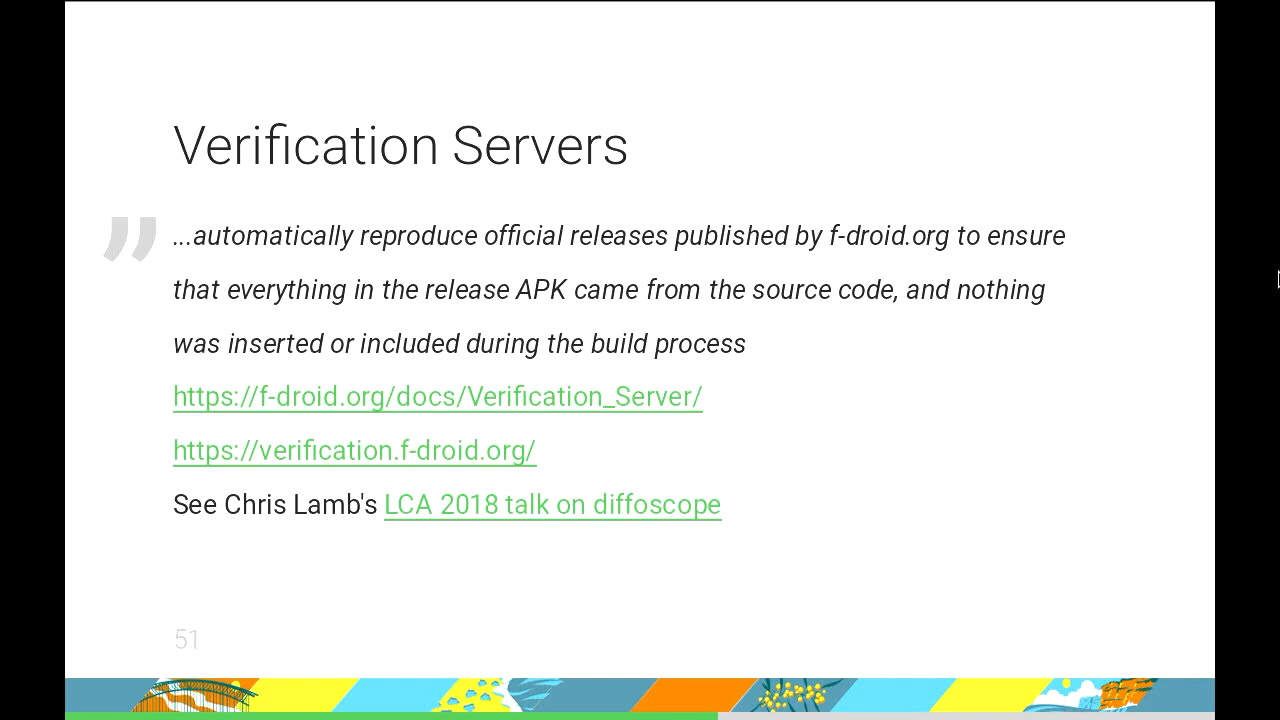 Verification Servers
”
...automatically reproduce official releases published by f-droid.org to ensure
that everything in the release APK came from the source code, and nothing
was inserted or included during the build process
https://f-droid.org/docs/Verification_Server/
https://verification.f-droid.org/
See Chris Lamb's LCA 2018 talk on diffoscope
51